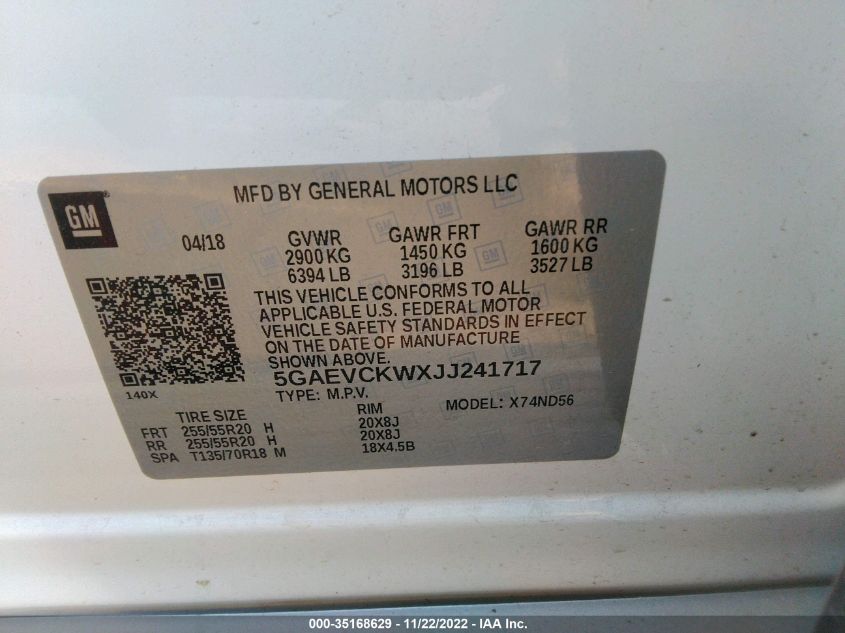 MFD BY GENERAL MOTORS LLC
GM
04/18
GVWR GAWR FRT GAWR RR
2900 KG 1450 KG 1600 KG
6394 LB 3196 LB 3527 LB
THIS VEHICLE CONFORMS TO ALL
APPLICABLE U.S. FEDERAL MOTOR
VEHICLE SAFETY STANDARDS IN EFFECT
ON THE DATE OF MANUFACTURE
SHOWN ABOVE.
140X
5GAEVCKWXJJ241717
TYPE: M.P.V. MODEL: X74ND56
TIRE SIZE RIM
FRT 255/55R20 H 20X8J
RR 255/55R20 H 20X8J
SPA T135/70R18 M 18X4.5B
000-35168629 - 11/22/2022 - IAA Inc.